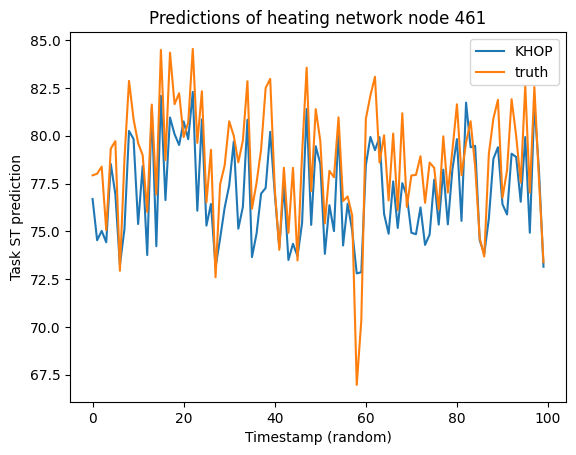 Predictions of heating network node 461
KHOP
truth
Task ST prediction
85.0
82.5
80.0
77.5
75.0
72.5
70.0
67.5
0
20
40
60
80
100
Timestamp (random)